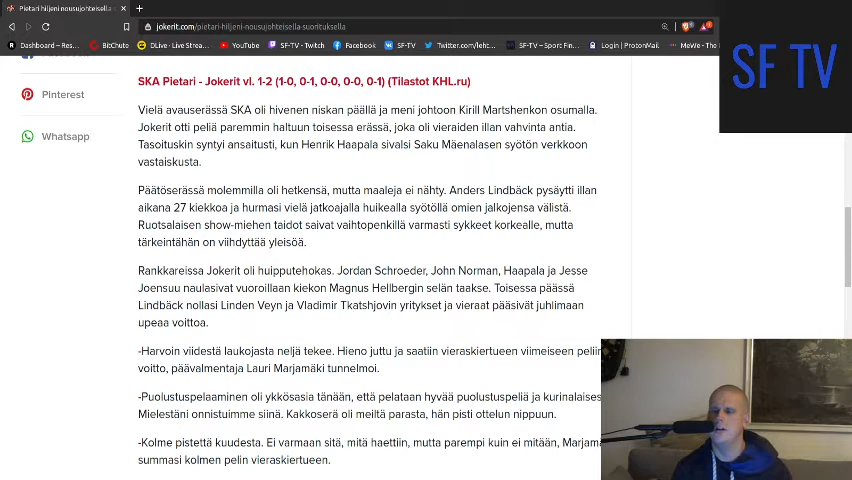 Pietari hiljeni nousujohteisella su
jokerit.com/pietari-hiljeni-nousujohteisella-suorituksella
Dashboard – Res...
BitChute
DLive · Live Strea...
YouTube
SF-TV - Twitch
Facebook
SF-TV
Twitter.com/leht...
SF-TV – Sport Fin...
Login | ProtonMail
MeWe - The
SF TV
Pinterest
Whatsapp
SKA Pietari - Jokerit vl. 1-2 (1-0, 0-1, 0-0, 0-0, 0-1) (Tilastot KHL.ru)
Vielä avauserässä SKA oli hivenen niskan päällä ja meni johtoon Kirill Martshenkon osumalla.
Jokerit otti peliä paremmin haltuun toisessa erässä, joka oli vieraiden illan vahvinta antia.
Tasoituskin syntyi ansaitusti, kun Henrik Haapala sivalsi Saku Mäenalasen syötön verkkoon
vastaiskusta.
Päätöserässä molemmilla oli hetkensä, mutta maaleja ei nähty. Anders Lindbäck pysäytti illan
aikana 27 kiekkoa ja hurmasi vielä jatkoajalla huikealla syötöllä omien jalkojensa välistä.
Ruotsalaisen show-miehen taidot saivat vaihtopenkillä varmasti sykkeet korkealle, mutta
tärkeintähän on viihdyttää yleisöä.
Rankkareissa Jokerit oli huipputehokas. Jordan Schroeder, John Norman, Haapala ja Jesse
Joensuu naulasivat vuoroillaan kiekon Magnus Hellbergin selän taakse. Toisessa päässä
Lindbäck nollasi Linden Veyn ja Vladimir Tkatshjovin yritykset ja vieraat pääsivät juhlimaan
upeaa voittoa.
-Harvoin viidestä laukojasta neljä tekee. Hieno juttu ja saatiin vieraskiertueen viimeiseen peliin
voitto, päävalmentaja Lauri Marjamäki tunnelmoi.
-Puolustuspelaaminen oli ykkösasia tänään, että pelataan hyvää puolustuspeliä ja kurinalaises
Mielestäni onnistuimme siinä. Kakkoserä oli meiltä parasta, hän pisti ottelun nippuun.
-Kolme pistettä kuudesta. Ei varmaan sitä, mitä haettiin, mutta parempi kuin ei mitään, Marjamä
summasi kolmen pelin vieraskiertueen.